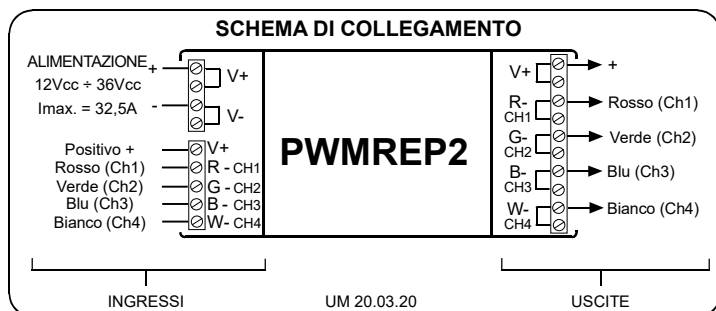 SCHEMA DI COLLEGAMENTO
ALIMENTAZIONE
12Vcc ÷ 36Vcc
Imax. = 32,5A
+
-
V+
V-
Positivo +
Rosso (Ch1)
Verde (Ch2)
Blu (Ch3)
Bianco (Ch4)
V+
R - CH1
G - CH2
B - CH3
W- CH4
PWMREP2
V+
R-
CH1
G-
CH2
B-
CH3
W-
CH4
+
Rosso (Ch1)
Verde (Ch2)
Blu (Ch3)
Bianco (Ch4)
INGRESSI
UM 20.03.20
USCITE